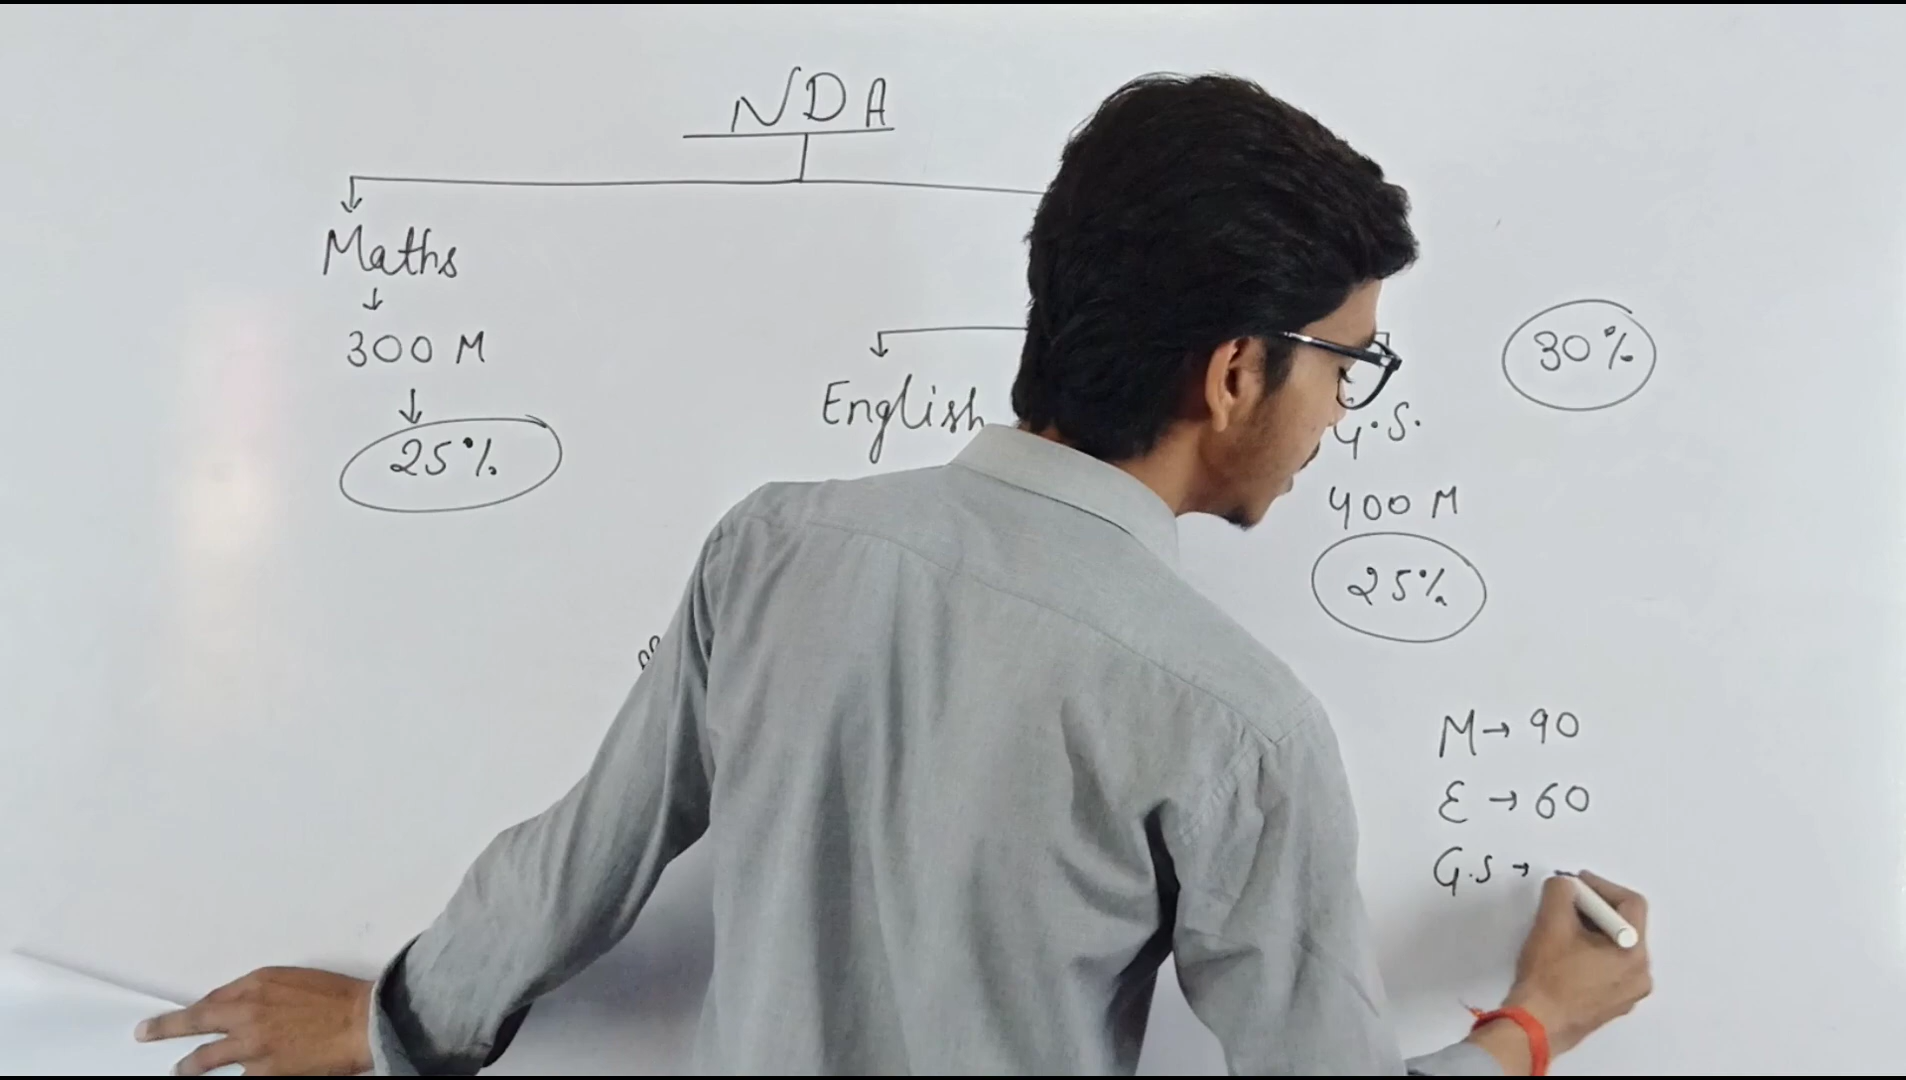 NDA
Maths
300 M
25%
English
30%
G.S.
400 M
25%
M→ 90
E → 60
G.S →